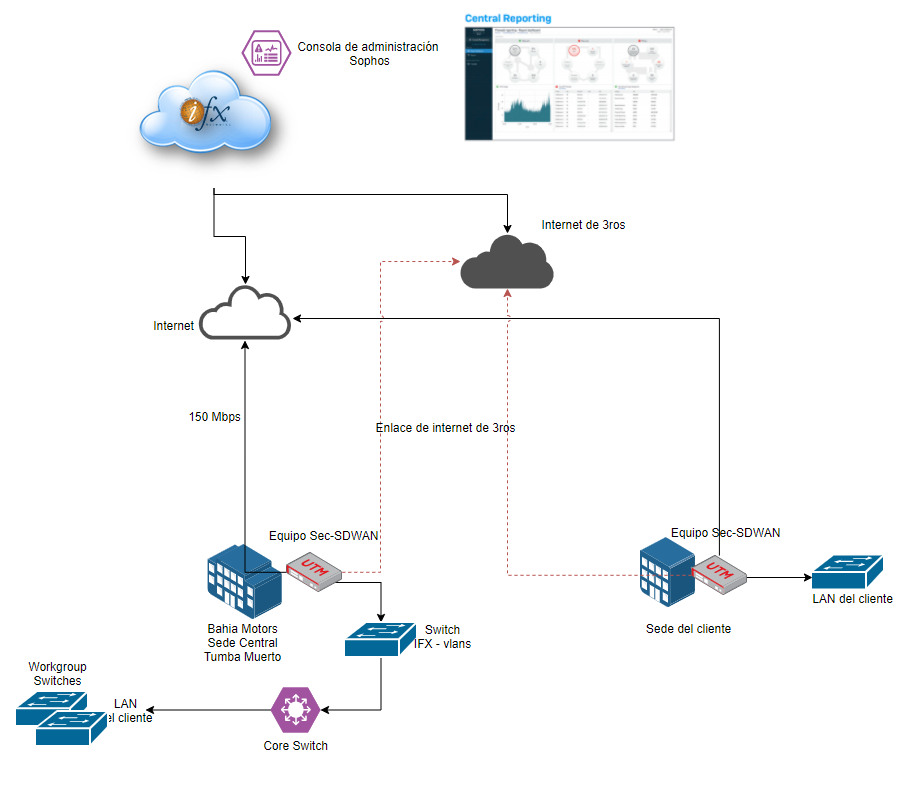 Central Reporting
Consola de administración
Sophos
ifx
Internet de 3ros
Internet
150 Mbps
Enlace de internet de 3ros
Equipo Sec-SDWAN
UTM
Equipo Sec-SDWAN
UTM
LAN del cliente
Bahia Motors
Sede Central
Tumba Muerto
Switch
IFX - vlans
Sede del cliente
Workgroup
Switches
LAN
el cliente
Core Switch